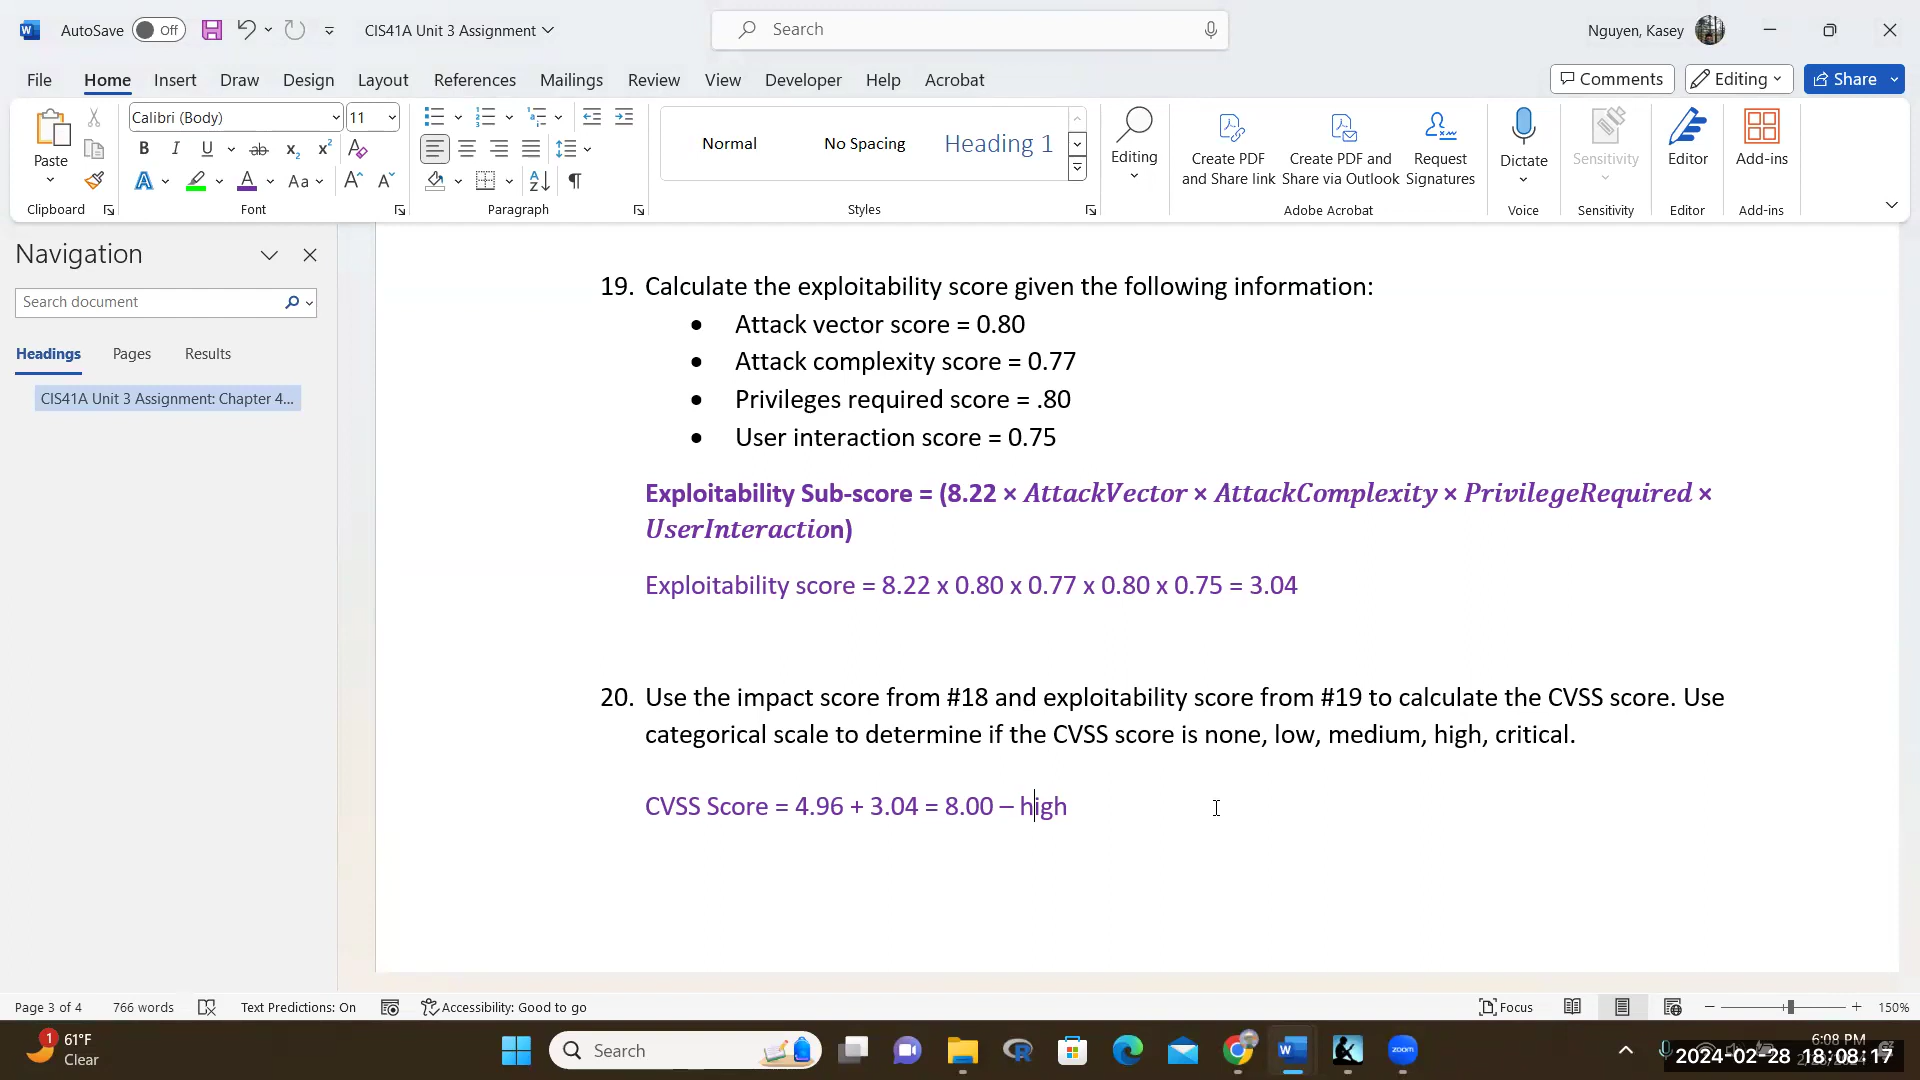 AutoSave Off CIS41A Unit 3 Assignment Search Nguyen, Kasey
File Home Insert Draw Design Layout References Mailings Review View Developer Help Acrobat Comments Editing Share
Paste
Calibri (Body) 11
Normal No Spacing Heading 1
Editing
Create PDF and Share link
Create PDF and Share via Outlook
Request Signatures
Dictate
Sensitivity
Editor
Add-ins
Clipboard Font Paragraph Styles Adobe Acrobat Voice Sensitivity Editor Add-ins
Navigation
Search document
Headings Pages Results
CIS41A Unit 3 Assignment: Chapter 4...
19. Calculate the exploitability score given the following information:
• Attack vector score = 0.80
• Attack complexity score = 0.77
• Privileges required score = .80
• User interaction score = 0.75
Exploitability Sub-score = (8.22 × AttackVector × AttackComplexity × PrivilegeRequired ×
UserInteraction)
Exploitability score = 8.22 x 0.80 x 0.77 x 0.80 x 0.75 = 3.04
20. Use the impact score from #18 and exploitability score from #19 to calculate the CVSS score. Use
categorical scale to determine if the CVSS score is none, low, medium, high, critical.
CVSS Score = 4.96 + 3.04 = 8.00 – high
Page 3 of 4 766 words Text Predictions: On Accessibility: Good to go Focus 150%
1 61°F
Clear
Search
zoom
6:08 PM
2024-02-28 18:08:17